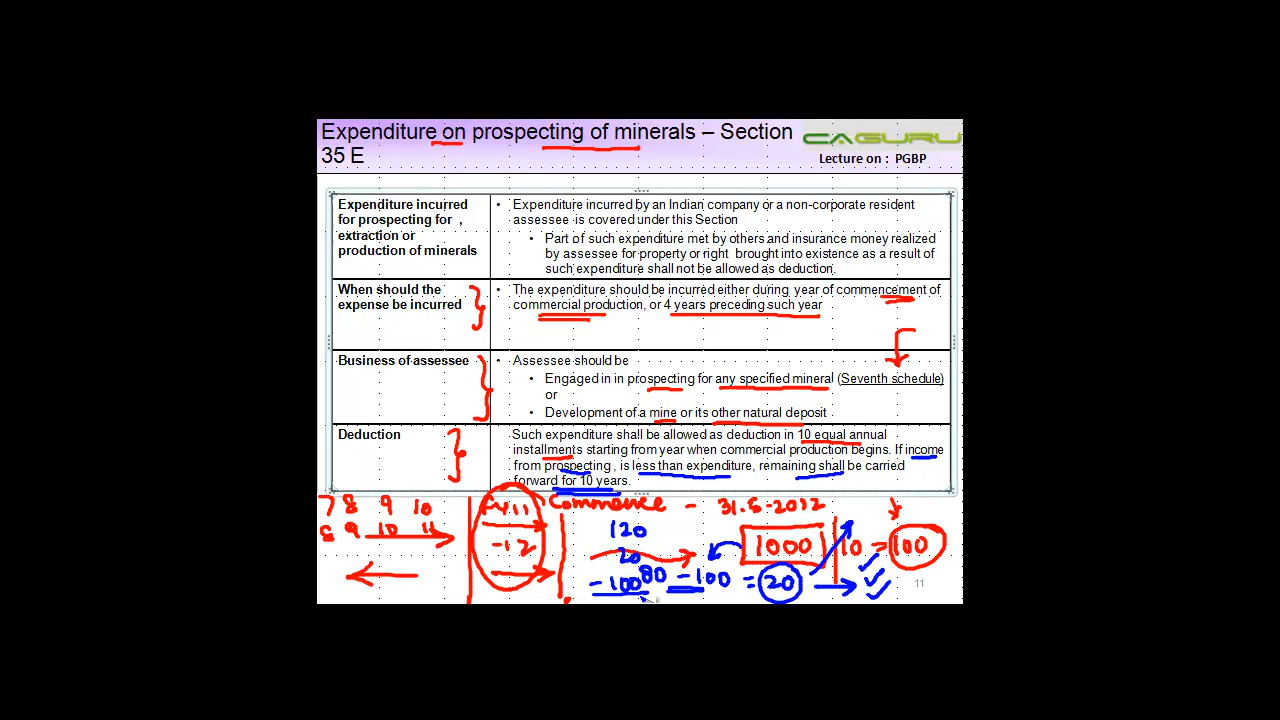 Expenditure on prospecting of minerals – Section
35 E
CAGURU
Lecture on : PGBP
Expenditure incurred
for prospecting for ,
extraction or
production of minerals
• Expenditure incurred by an Indian company or a non-corporate resident
assessee is covered under this Section
• Part of such expenditure met by others and insurance money realized
by assessee for property or right brought into existence as a result of
such expenditure shall not be allowed as deduction.
When should the
expense be incurred
• The expenditure should be incurred either during year of commencement of
commercial production, or 4 years preceding such year
Business of assessee
• Assessee should be
• Engaged in in prospecting for any specified mineral (Seventh schedule)
or
• Development of a mine or its other natural deposit
Deduction
Such expenditure shall be allowed as deduction in 10 equal annual
installments starting from year when commercial production begins. If income
from prospecting , is less than expenditure, remaining shall be carried
forward for 10 years.
7 8 9 10 Commence - 31.5-2012
8 9 10 11 -12
120
20 1000 10 = 100
-100 80 - 100 = 20
11